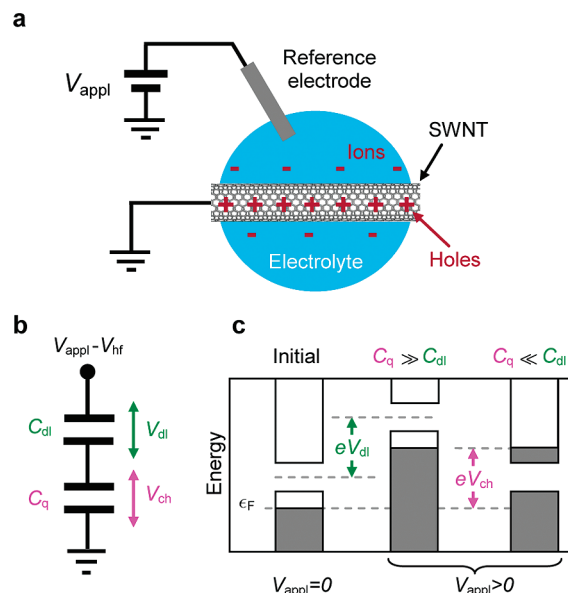 a
Reference
electrode
V_appl
SWNT
Ions
- - - -
+ + + + + + +
- - -
Electrolyte
Holes
b
V_appl-V_hf
C_dl
V_dl
C_q
V_ch
c
Initial
C_q ≫ C_dl
C_q ≪ C_dl
Energy
eV_dl
eV_ch
ϵ_F
V_appl=0
V_appl>0